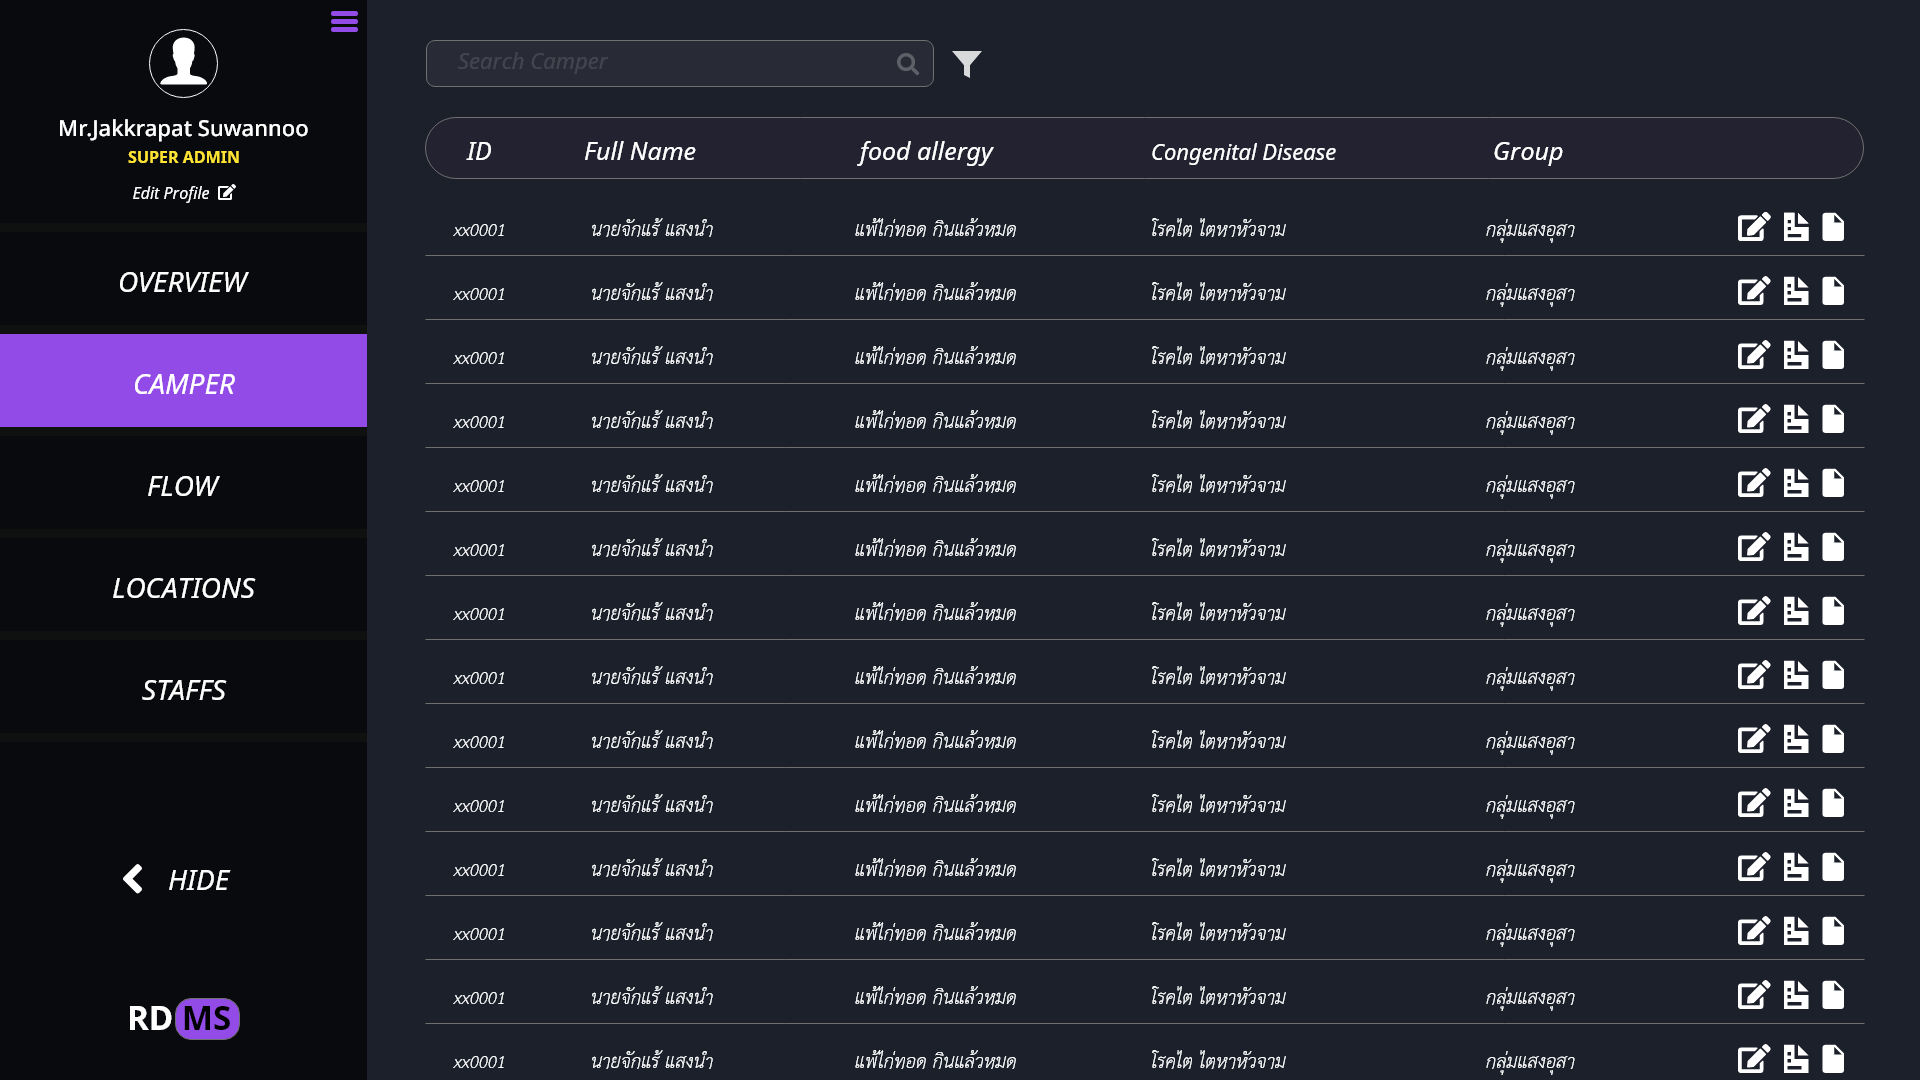 Mr.Jakkrapat Suwannoo
SUPER ADMIN
Edit Profile
OVERVIEW
CAMPER
FLOW
LOCATIONS
STAFFS
HIDE
RDMS
Search Camper
ID Full Name food allergy Congenital Disease Group
xx0001 นายจักแร้ แสงนำ แพ้ไก่ทอด กินแล้วหมด โรคไต ไตหาหัวจาม กลุ่มแสงอุสา
xx0001 นายจักแร้ แสงนำ แพ้ไก่ทอด กินแล้วหมด โรคไต ไตหาหัวจาม กลุ่มแสงอุสา
xx0001 นายจักแร้ แสงนำ แพ้ไก่ทอด กินแล้วหมด โรคไต ไตหาหัวจาม กลุ่มแสงอุสา
xx0001 นายจักแร้ แสงนำ แพ้ไก่ทอด กินแล้วหมด โรคไต ไตหาหัวจาม กลุ่มแสงอุสา
xx0001 นายจักแร้ แสงนำ แพ้ไก่ทอด กินแล้วหมด โรคไต ไตหาหัวจาม กลุ่มแสงอุสา
xx0001 นายจักแร้ แสงนำ แพ้ไก่ทอด กินแล้วหมด โรคไต ไตหาหัวจาม กลุ่มแสงอุสา
xx0001 นายจักแร้ แสงนำ แพ้ไก่ทอด กินแล้วหมด โรคไต ไตหาหัวจาม กลุ่มแสงอุสา
xx0001 นายจักแร้ แสงนำ แพ้ไก่ทอด กินแล้วหมด โรคไต ไตหาหัวจาม กลุ่มแสงอุสา
xx0001 นายจักแร้ แสงนำ แพ้ไก่ทอด กินแล้วหมด โรคไต ไตหาหัวจาม กลุ่มแสงอุสา
xx0001 นายจักแร้ แสงนำ แพ้ไก่ทอด กินแล้วหมด โรคไต ไตหาหัวจาม กลุ่มแสงอุสา
xx0001 นายจักแร้ แสงนำ แพ้ไก่ทอด กินแล้วหมด โรคไต ไตหาหัวจาม กลุ่มแสงอุสา
xx0001 นายจักแร้ แสงนำ แพ้ไก่ทอด กินแล้วหมด โรคไต ไตหาหัวจาม กลุ่มแสงอุสา
xx0001 นายจักแร้ แสงนำ แพ้ไก่ทอด กินแล้วหมด โรคไต ไตหาหัวจาม กลุ่มแสงอุสา
xx0001 นายจักแร้ แสงนำ แพ้ไก่ทอด กินแล้วหมด โรคไต ไตหาหัวจาม กลุ่มแสงอุสา